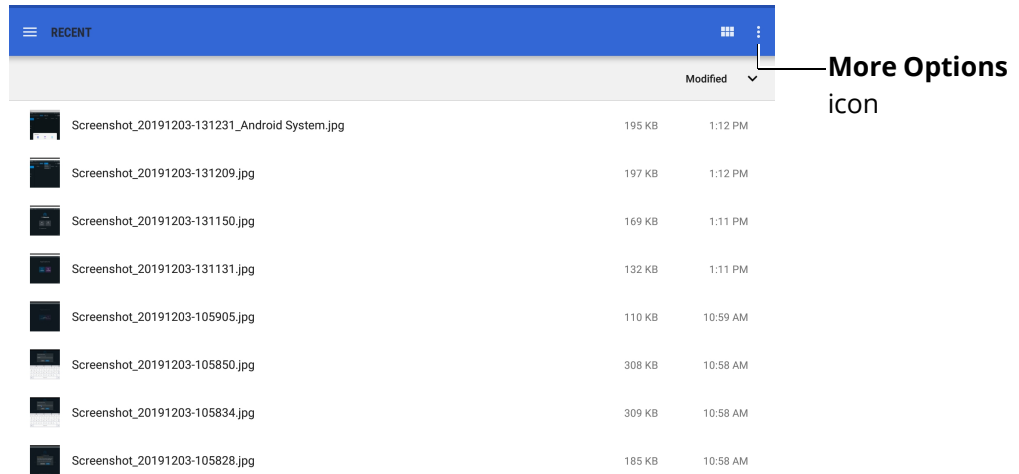 RECENT
More Options
icon
Modified
Screenshot_20191203-131231_Android System.jpg 195 KB 1:12 PM
Screenshot_20191203-131209.jpg 197 KB 1:12 PM
Screenshot_20191203-131150.jpg 169 KB 1:11 PM
Screenshot_20191203-131131.jpg 132 KB 1:11 PM
Screenshot_20191203-105905.jpg 110 KB 10:59 AM
Screenshot_20191203-105850.jpg 308 KB 10:58 AM
Screenshot_20191203-105834.jpg 309 KB 10:58 AM
Screenshot_20191203-105828.jpg 185 KB 10:58 AM